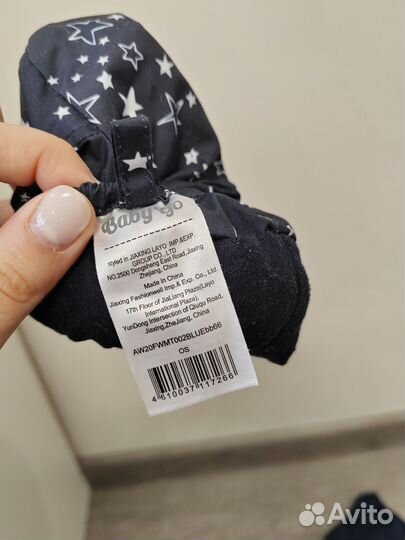 Baby Go
styled in JIAXING LAYO IMP.&EXP.
GROUP CO., LTD
NO.2500 Dongsheng East Road,Jiaxing
Zhejiang, China
Made in China
Jiaxing Fashionwell Imp.& Exp. Co., Ltd
17th Floor of JiaLiang Plaza(Layo
International Plaza),
YunDong Intersection of Qiuqu Road,
Jiaxing,ZheJiang, China
AW20FWMT002BLUEbb66
OS
4 610037 117266
Avito